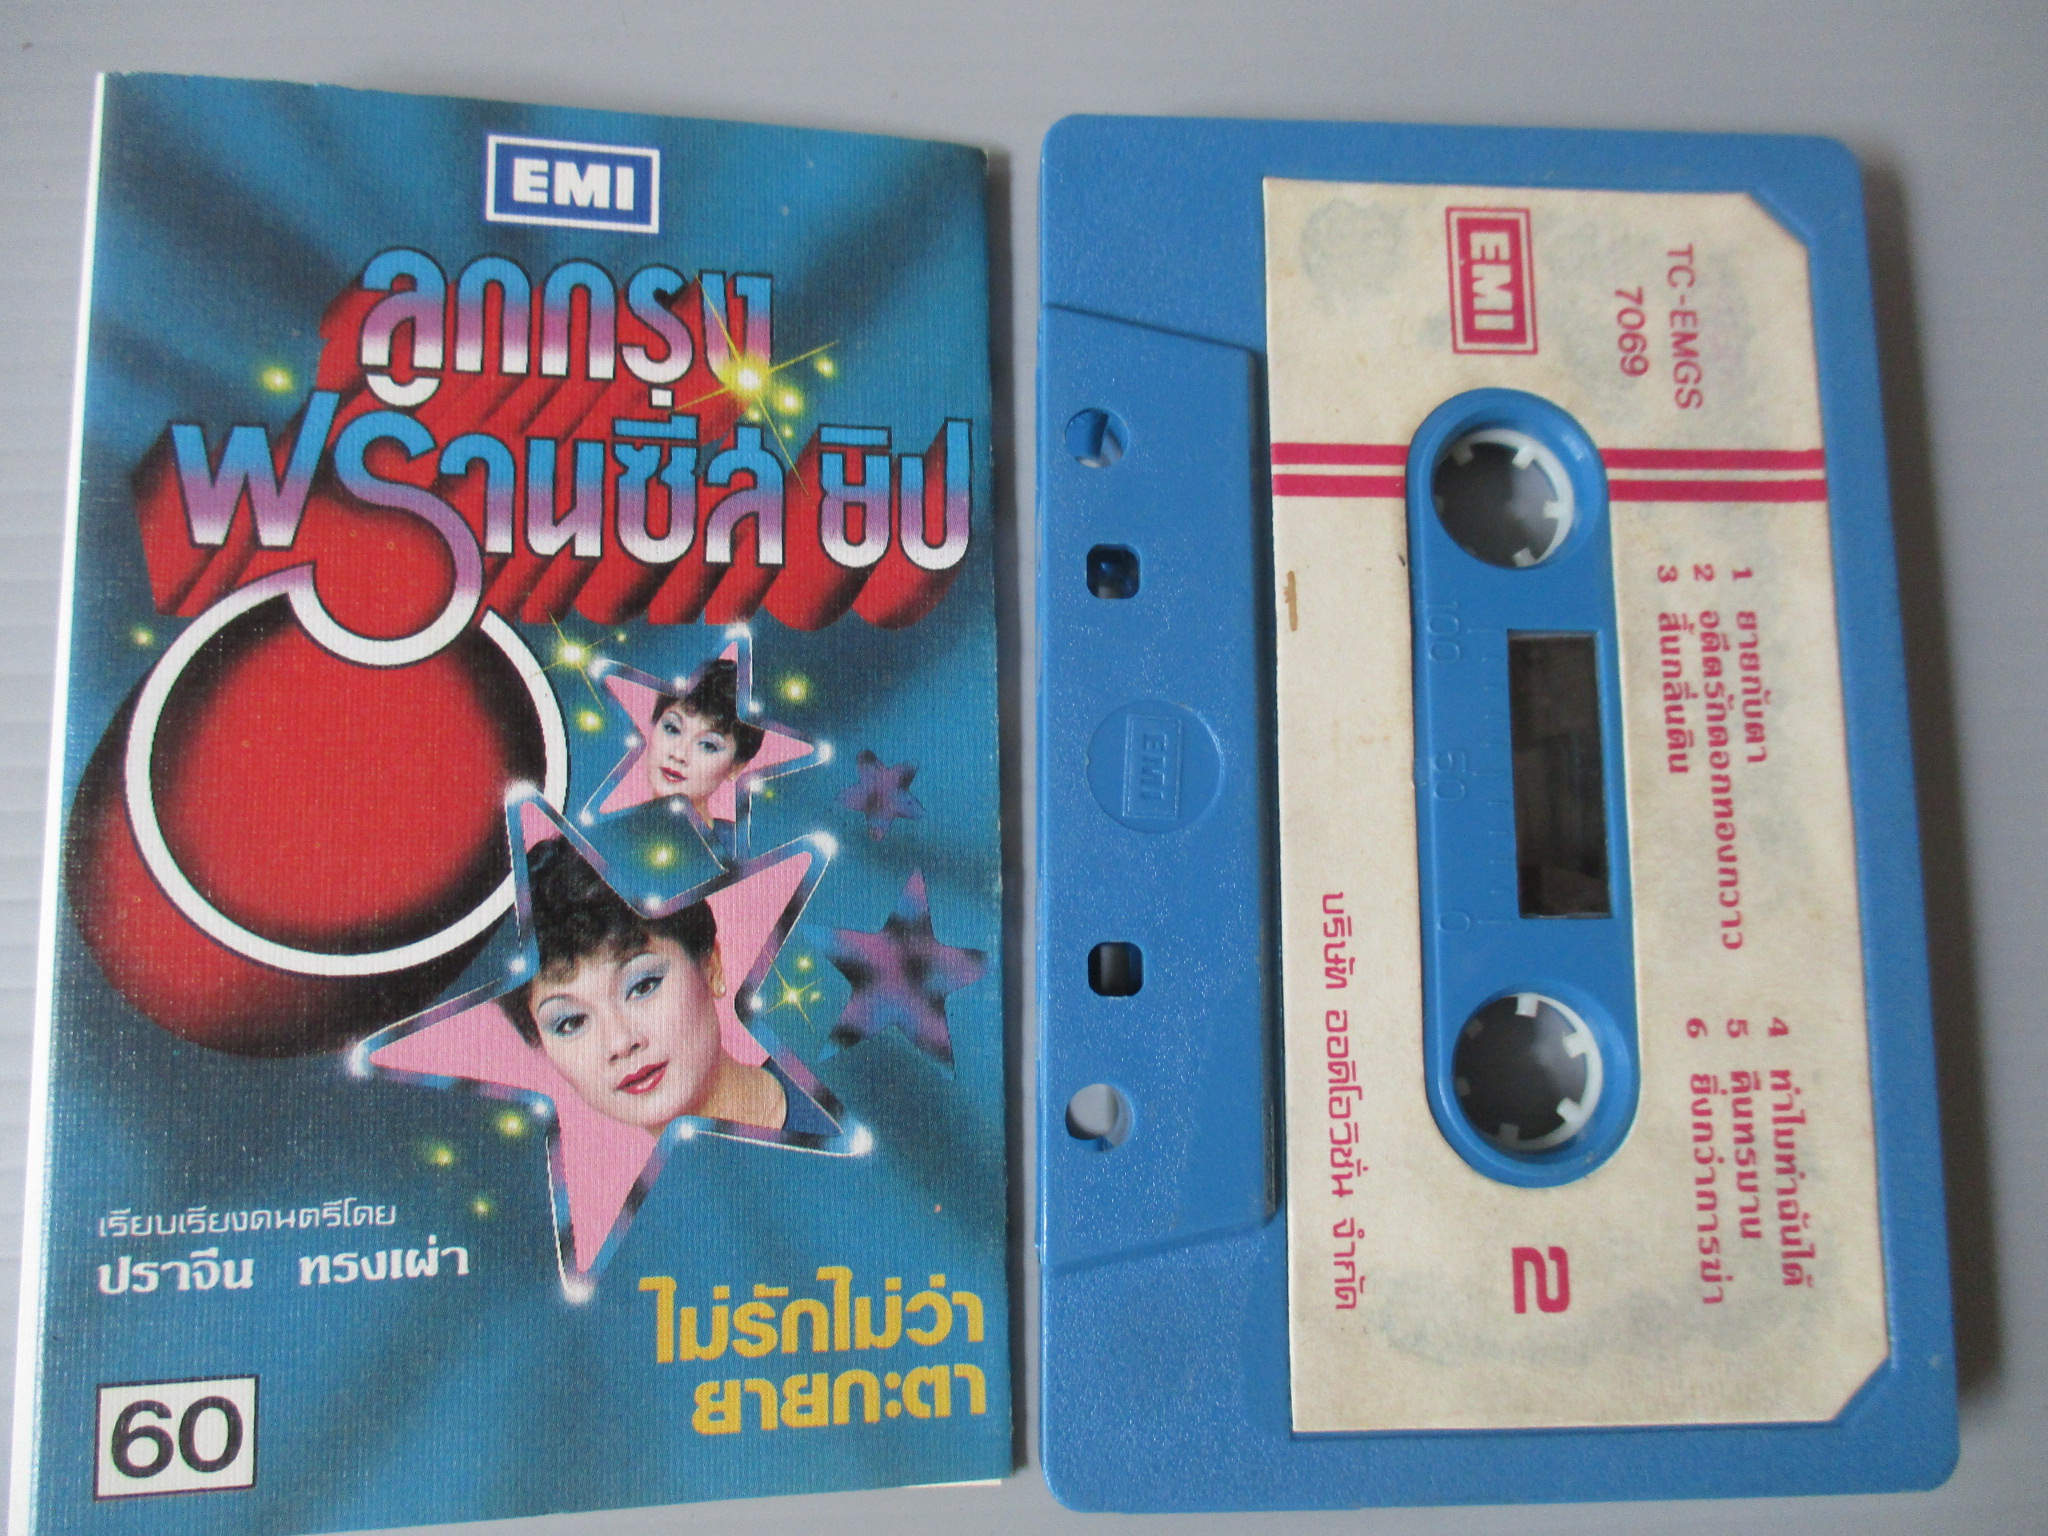 EMI
ลูกกรุง
ฟรานซีส ยิป
เรียบเรียงดนตรีโดย
ปราจีน ทรงเผ่า
ไม่รักไม่ว่า
ยายกะตา
60
EMI
TC-EMGS
7069
1 ยายกับตา
2 อดีตรักดอกทองกวาว
3 สิ้นกลิ่นดิน
4 ทำไมทำฉันได้
5 ดินทรมาน
6 ยิ่งกว่าการฆ่า
2
บริษัท ออดิโอวิชั่น จำกัด
100
50
0
EMI